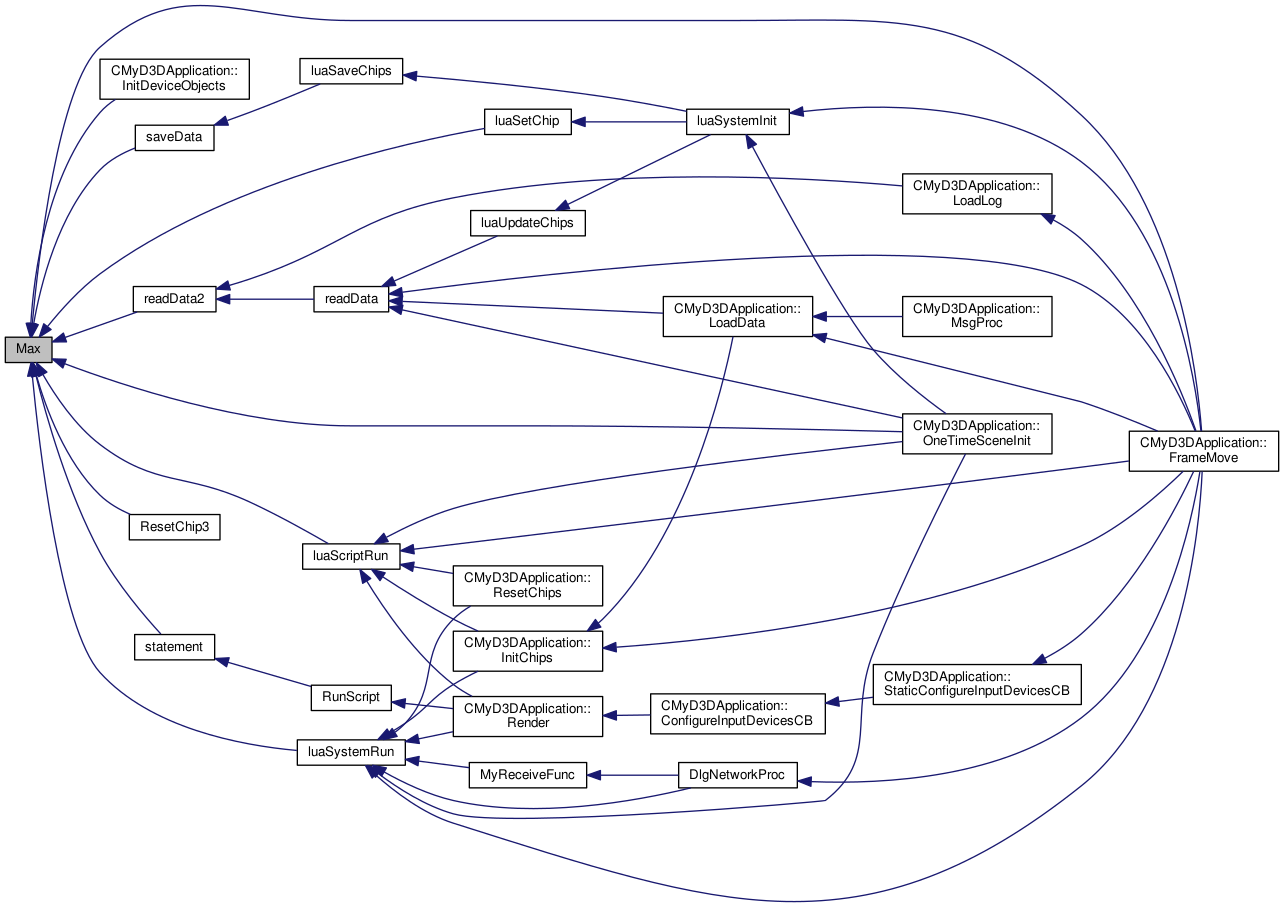 CMyD3DApplication::
InitDeviceObjects
luaSaveChips
saveData
luaSetChip
luaSystemInit
CMyD3DApplication::
LoadLog
luaUpdateChips
readData2
readData
CMyD3DApplication::
LoadData
CMyD3DApplication::
MsgProc
Max
CMyD3DApplication::
OneTimeSceneInit
CMyD3DApplication::
FrameMove
ResetChip3
luaScriptRun
CMyD3DApplication::
ResetChips
statement
CMyD3DApplication::
InitChips
CMyD3DApplication::
StaticConfigureInputDevicesCB
RunScript
CMyD3DApplication::
Render
CMyD3DApplication::
ConfigureInputDevicesCB
luaSystemRun
MyReceiveFunc
DlgNetworkProc